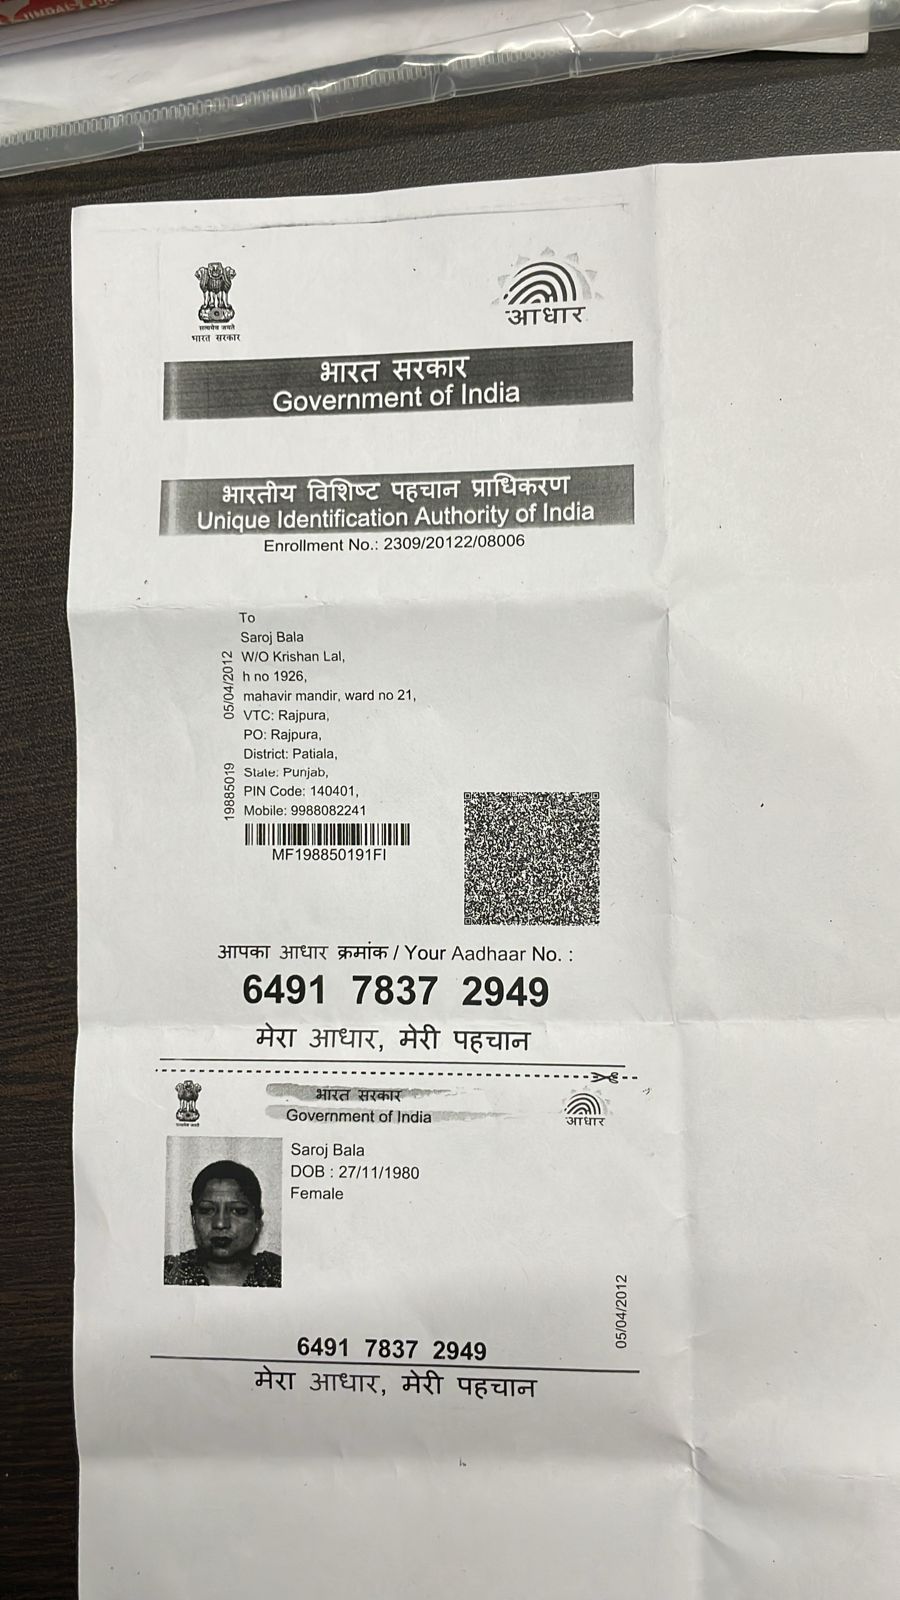 JINDAL
सत्यमेव जयते
भारत सरकार
आधार
भारत सरकार
Government of India
भारतीय विशिष्ट पहचान प्राधिकरण
Unique Identification Authority of India
Enrollment No.: 2309/20122/08006
To
Saroj Bala
W/O Krishan Lal,
h no 1926,
mahavir mandir, ward no 21,
VTC: Rajpura,
PO: Rajpura,
District: Patiala,
State: Punjab,
PIN Code: 140401,
Mobile: 9988082241
05/04/2012
19885019
MF198850191FI
आपका आधार क्रमांक / Your Aadhaar No. :
6491 7837 2949
मेरा आधार, मेरी पहचान
भारत सरकार
Government of India
आधार
Saroj Bala
DOB : 27/11/1980
Female
05/04/2012
6491 7837 2949
मेरा आधार, मेरी पहचान